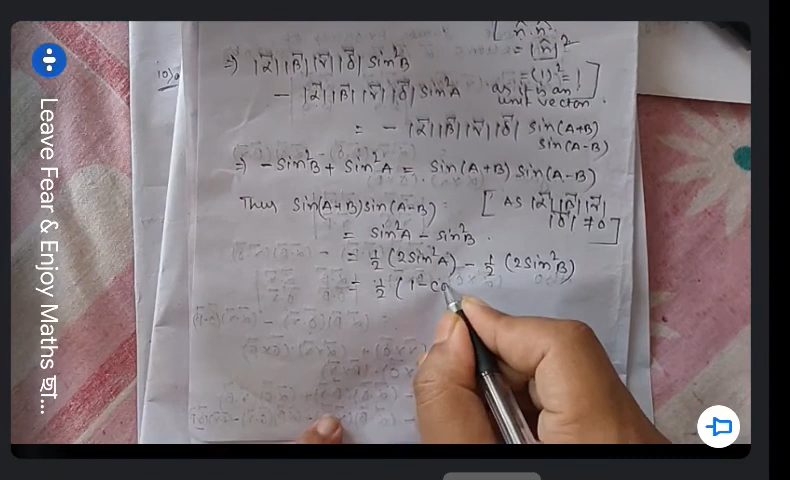 n̂.n̂.
= |n̂|²
⇒ |α⃗| |β⃗| |γ⃗| |δ⃗| sin²B
= (1)² = 1
- |α⃗| |β⃗| |γ⃗| |δ⃗| sin²A
as it is an
unit vector.
= - |α⃗| |β⃗| |γ⃗| |δ⃗| sin(A+B)
sin(A-B)
⇒ -sin²B + sin²A = sin(A+B) sin(A-B)
Thus sin(A+B) sin(A-B)
[As |α⃗| |β⃗| |γ⃗|
|δ⃗| ≠ 0]
= sin²A - sin²B.
= 1/2 (2sin²A) - 1/2 (2sin²B)
= 1/2 (1 - co
Leave Fear & Enjoy Maths ছা...